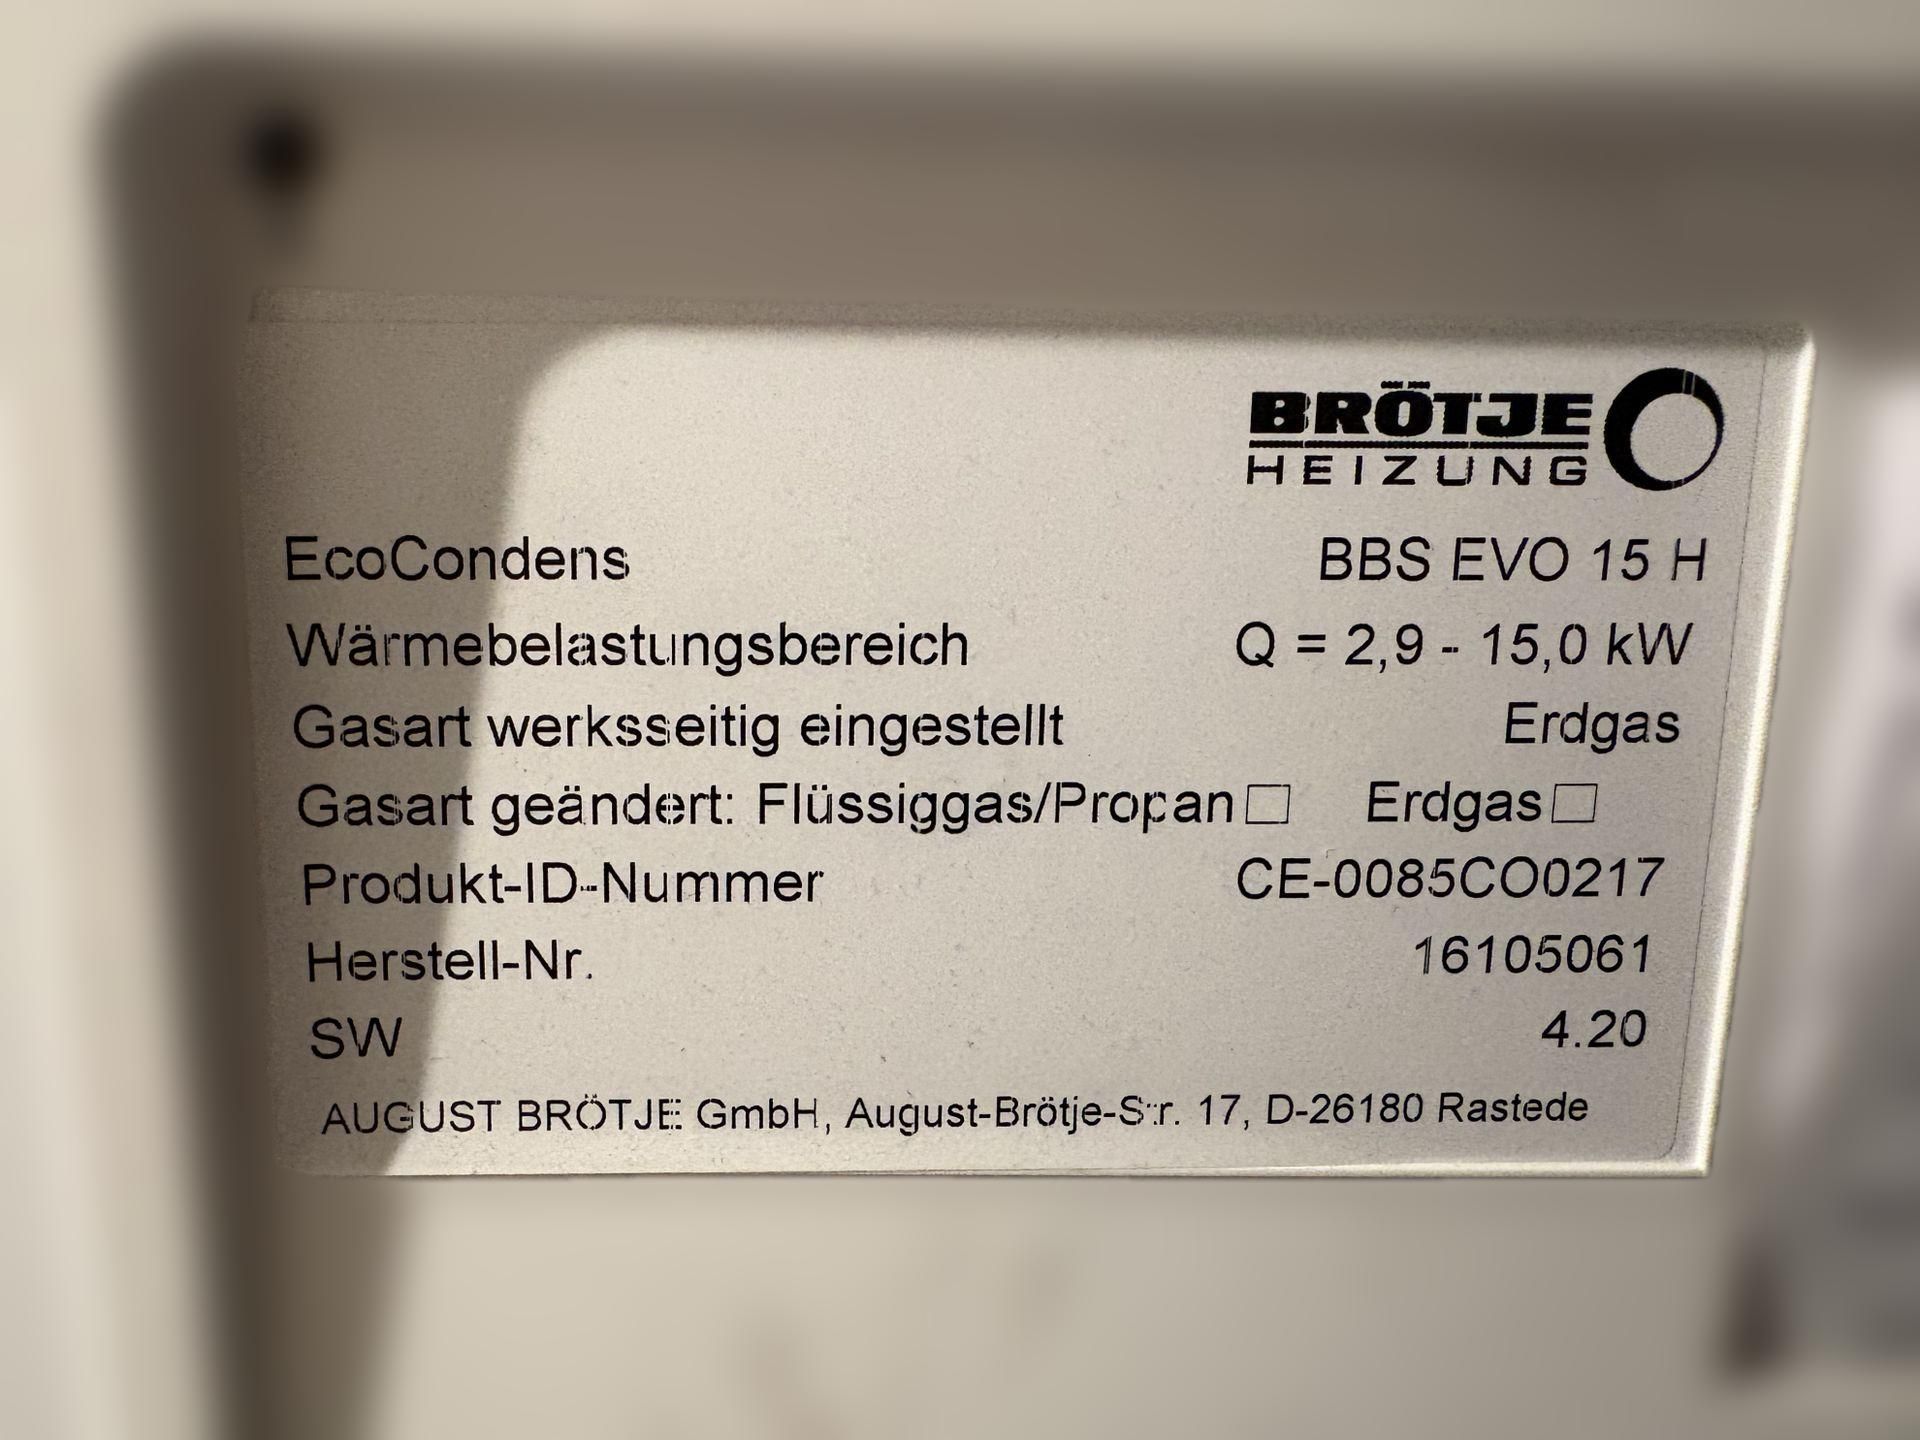 BRÖTJE
HEIZUNG
EcoCondens BBS EVO 15 H
Wärmebelastungsbereich Q = 2,9 - 15,0 kW
Gasart werksseitig eingestellt Erdgas
Gasart geändert: Flüssiggas/Propan☐ Erdgas☐
Produkt-ID-Nummer CE-0085CO0217
Herstell-Nr. 16105061
SW 4.20
AUGUST BRÖTJE GmbH, August-Brötje-Str. 17, D-26180 Rastede